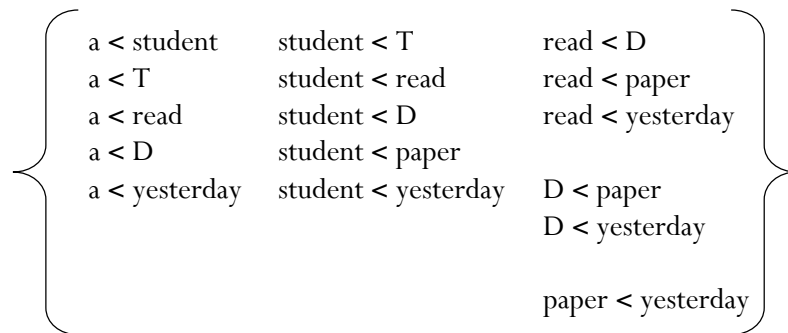 a < student student < T read < D
a < T student < read read < paper
a < read student < D read < yesterday
a < D student < paper
a < yesterday student < yesterday D < paper
D < yesterday
paper < yesterday